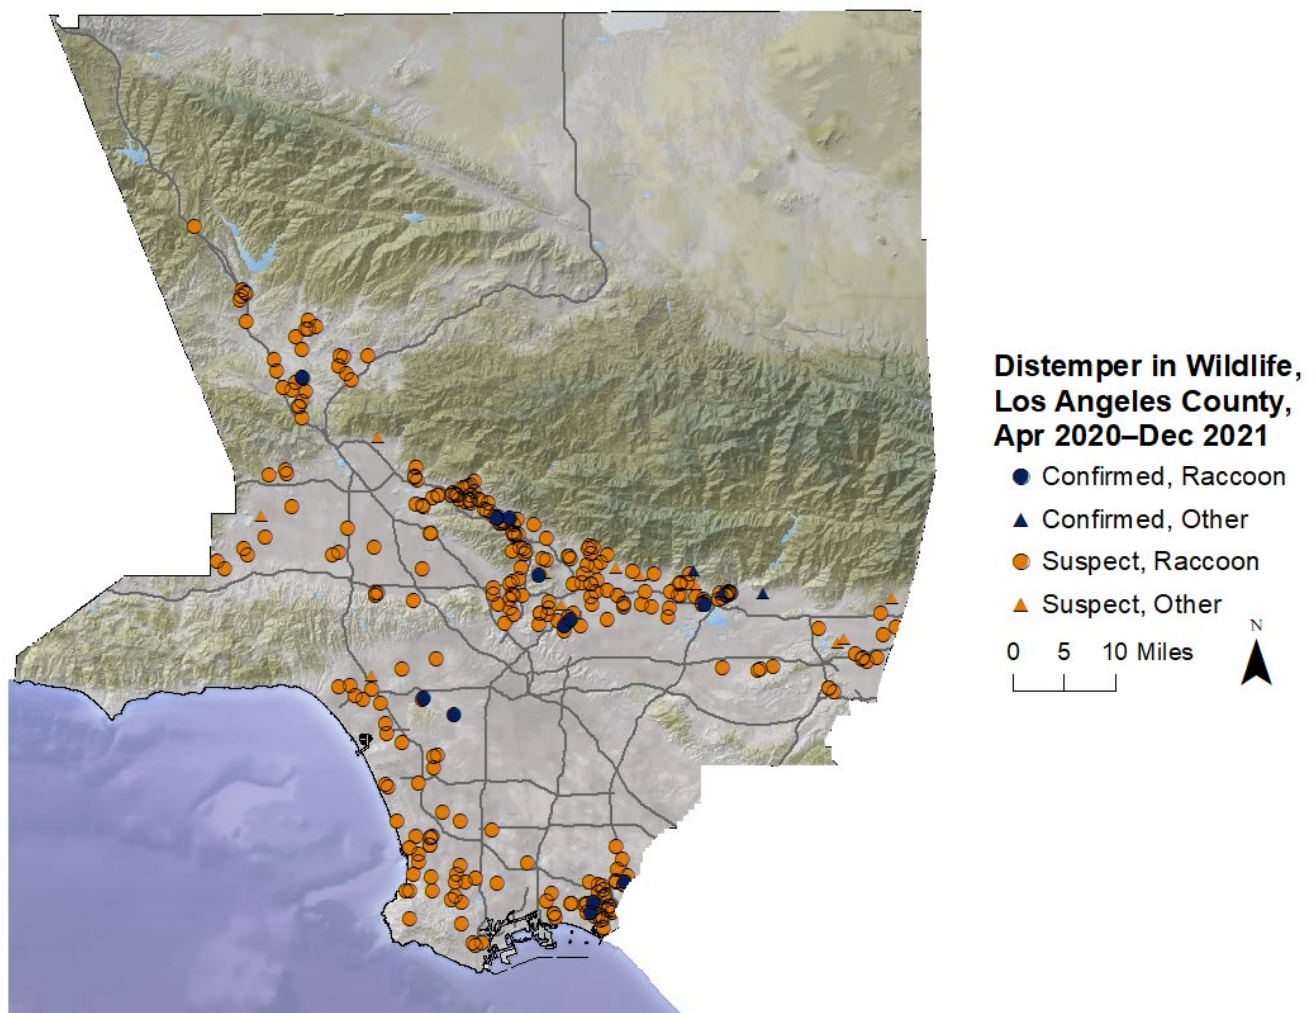 Distemper in Wildlife,
Los Angeles County,
Apr 2020–Dec 2021
Confirmed, Raccoon
Confirmed, Other
Suspect, Raccoon
Suspect, Other
0 5 10 Miles
N